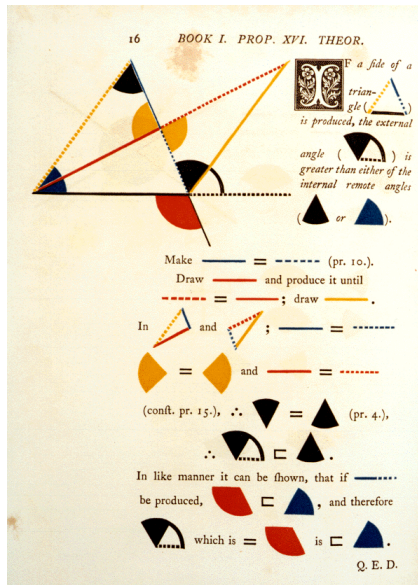 16 BOOK I. PROP. XVI. THEOR.
IF a ſide of a
trian-
gle (      )
is produced, the external
angle (      ) is
greater than either of the
internal remote angles
(      or      ).
Make      =      (pr. 10.).
Draw      and produce it until
     =      ; draw      .
In      and      ;      =
     =      and      =
(conſt. pr. 15.), ∴      =      (pr. 4.),
∴      ⊏      .
In like manner it can be ſhown, that if
be produced,      ⊏      , and therefore
     which is =      is ⊏      .
Q. E. D.